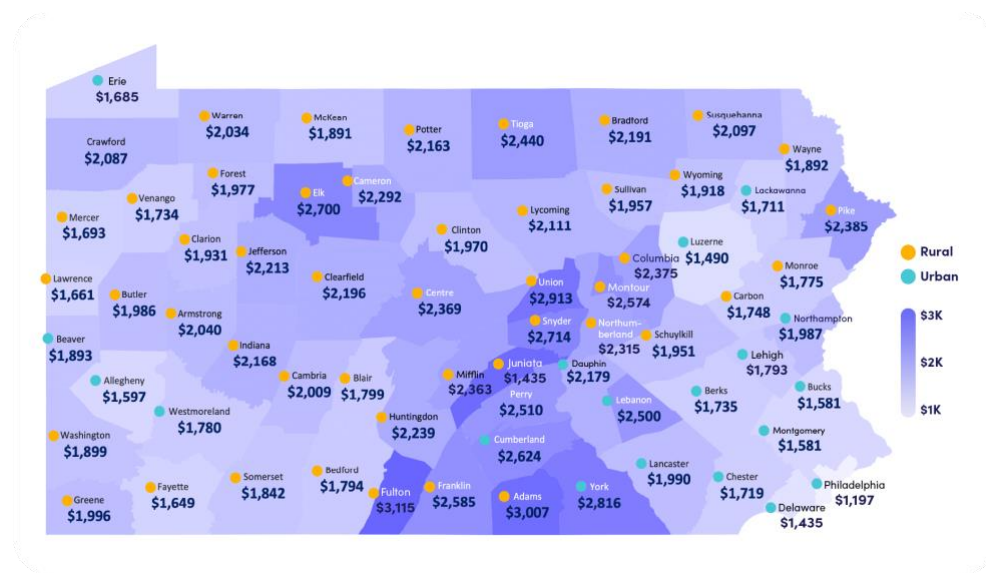 Erie
$1,685
Crawford
$2,087
Warren
$2,034
McKean
$1,891
Potter
$2,163
Tioga
$2,440
Bradford
$2,191
Susquehanna
$2,097
Wayne
$1,892
Forest
$1,977
Elk
$2,700
Cameron
$2,292
Venango
$1,734
Mercer
$1,693
Sullivan
$1,957
Wyoming
$1,918
Lackawanna
$1,711
Pike
$2,385
Lycoming
$2,111
Clinton
$1,970
Clarion
$1,931
Jefferson
$2,213
Clearfield
$2,196
Columbia
$2,375
Luzerne
$1,490
Monroe
$1,775
Rural
Urban
$3K
$2K
$1K
Lawrence
$1,661
Butler
$1,986
Armstrong
$2,040
Centre
$2,369
Union
$2,913
Montour
$2,574
Carbon
$1,748
Northampton
$1,987
Beaver
$1,893
Indiana
$2,168
Snyder
$2,714
Northum-
berland
$2,315
Schuylkill
$1,951
Lehigh
$1,793
Allegheny
$1,597
Cambria
$2,009
Blair
$1,799
Mifflin
$2,363
Juniata
$1,435
Dauphin
$2,179
Perry
$2,510
Lebanon
$2,500
Berks
$1,735
Bucks
$1,581
Westmoreland
$1,780
Huntingdon
$2,239
Cumberland
$2,624
Montgomery
$1,581
Washington
$1,899
Greene
$1,996
Fayette
$1,649
Somerset
$1,842
Bedford
$1,794
Fulton
$3,115
Franklin
$2,585
Adams
$3,007
York
$2,816
Lancaster
$1,990
Chester
$1,719
Philadelphia
$1,197
Delaware
$1,435